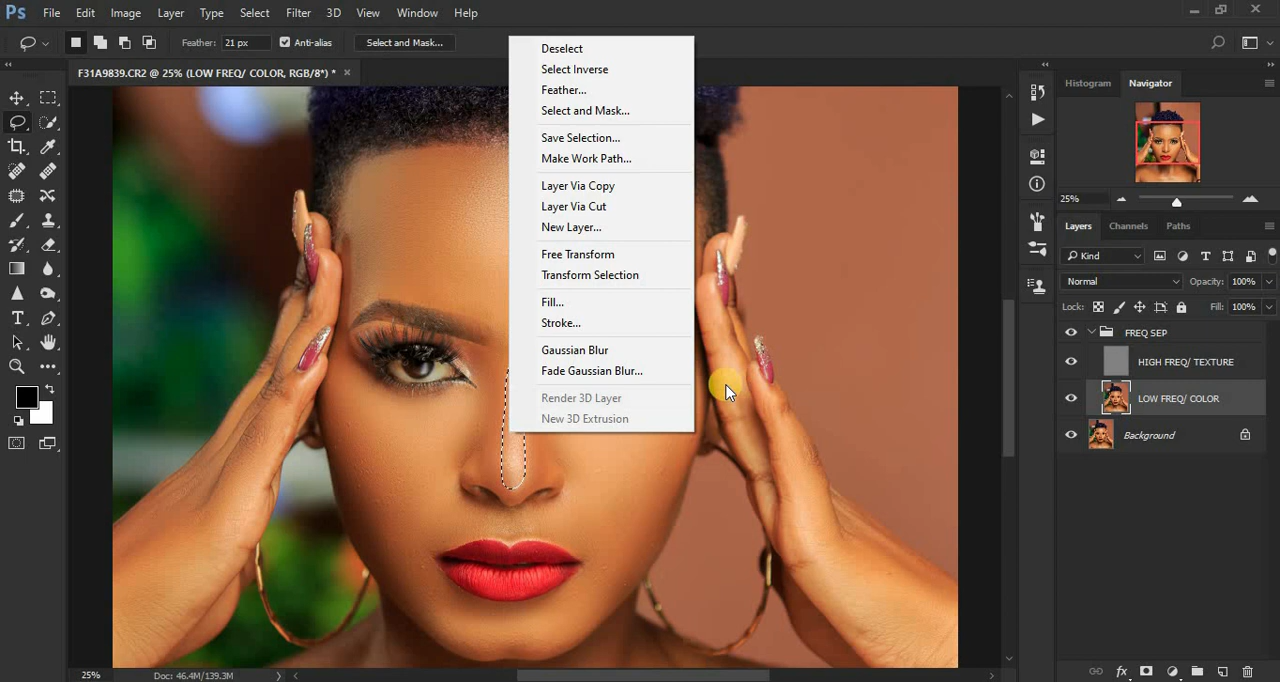 Ps File Edit Image Layer Type Select Filter 3D View Window Help
Feather: 21 px Anti-alias Select and Mask...
F31A9839.CR2 @ 25% (LOW FREQ/ COLOR, RGB/8*) * ×
Deselect
Select Inverse
Feather...
Select and Mask...
Save Selection...
Make Work Path...
Layer Via Copy
Layer Via Cut
New Layer...
Free Transform
Transform Selection
Fill...
Stroke...
Gaussian Blur
Fade Gaussian Blur...
Render 3D Layer
New 3D Extrusion
Histogram Navigator
25%
Layers Channels Paths
Kind
Normal Opacity: 100%
Lock: Fill: 100%
FREQ SEP
HIGH FREQ/ TEXTURE
LOW FREQ/ COLOR
Background
25% Doc: 46.4M/139.3M